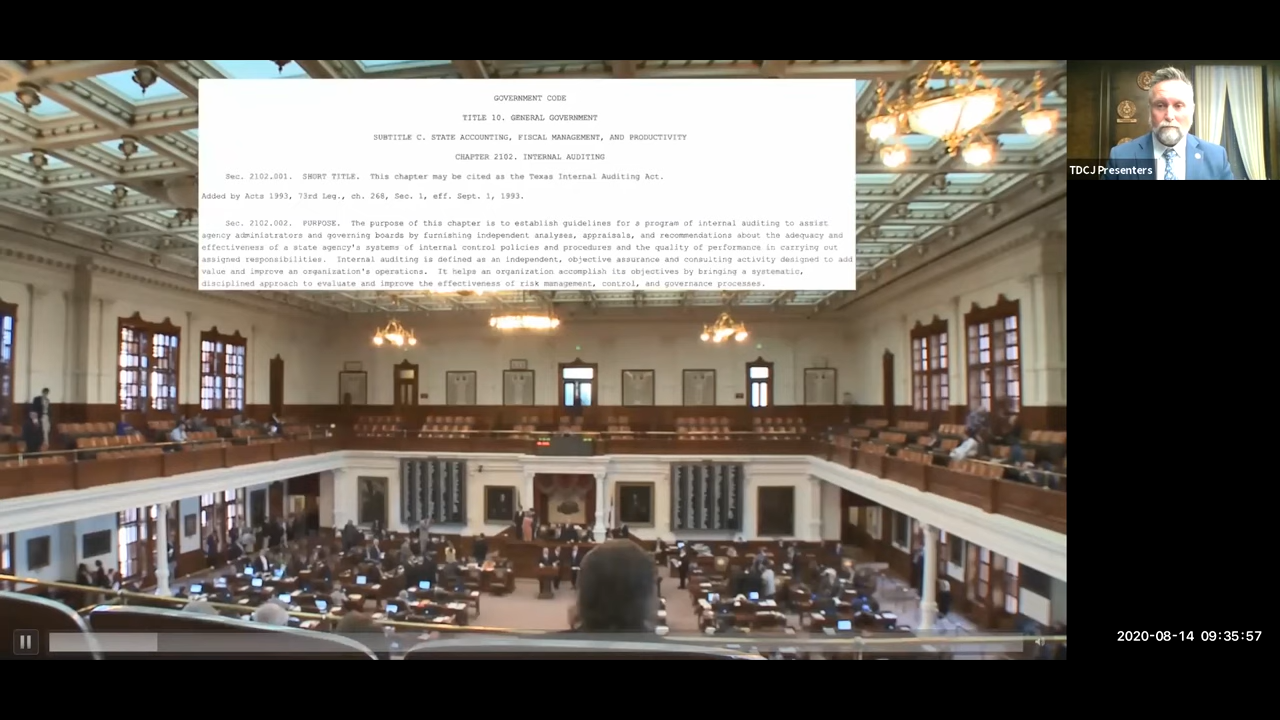 GOVERNMENT CODE
TITLE 10. GENERAL GOVERNMENT
SUBTITLE C. STATE ACCOUNTING, FISCAL MANAGEMENT, AND PRODUCTIVITY
CHAPTER 2102. INTERNAL AUDITING
Sec. 2102.001. SHORT TITLE. This chapter may be cited as the Texas Internal Auditing Act.
Added by Acts 1993, 73rd Leg., ch. 268, Sec. 1, eff. Sept. 1, 1993.
Sec. 2102.002. PURPOSE. The purpose of this chapter is to establish guidelines for a program of internal auditing to assist
agency administrators and governing boards by furnishing independent analyses, appraisals, and recommendations about the adequacy and
effectiveness of a state agency's systems of internal control policies and procedures and the quality of performance in carrying out
assigned responsibilities. Internal auditing is defined as an independent, objective assurance and consulting activity designed to add
value and improve an organization's operations. It helps an organization accomplish its objectives by bringing a systematic,
disciplined approach to evaluate and improve the effectiveness of risk management, control, and governance processes.
TDCJ Presenters
2020-08-14 09:35:57